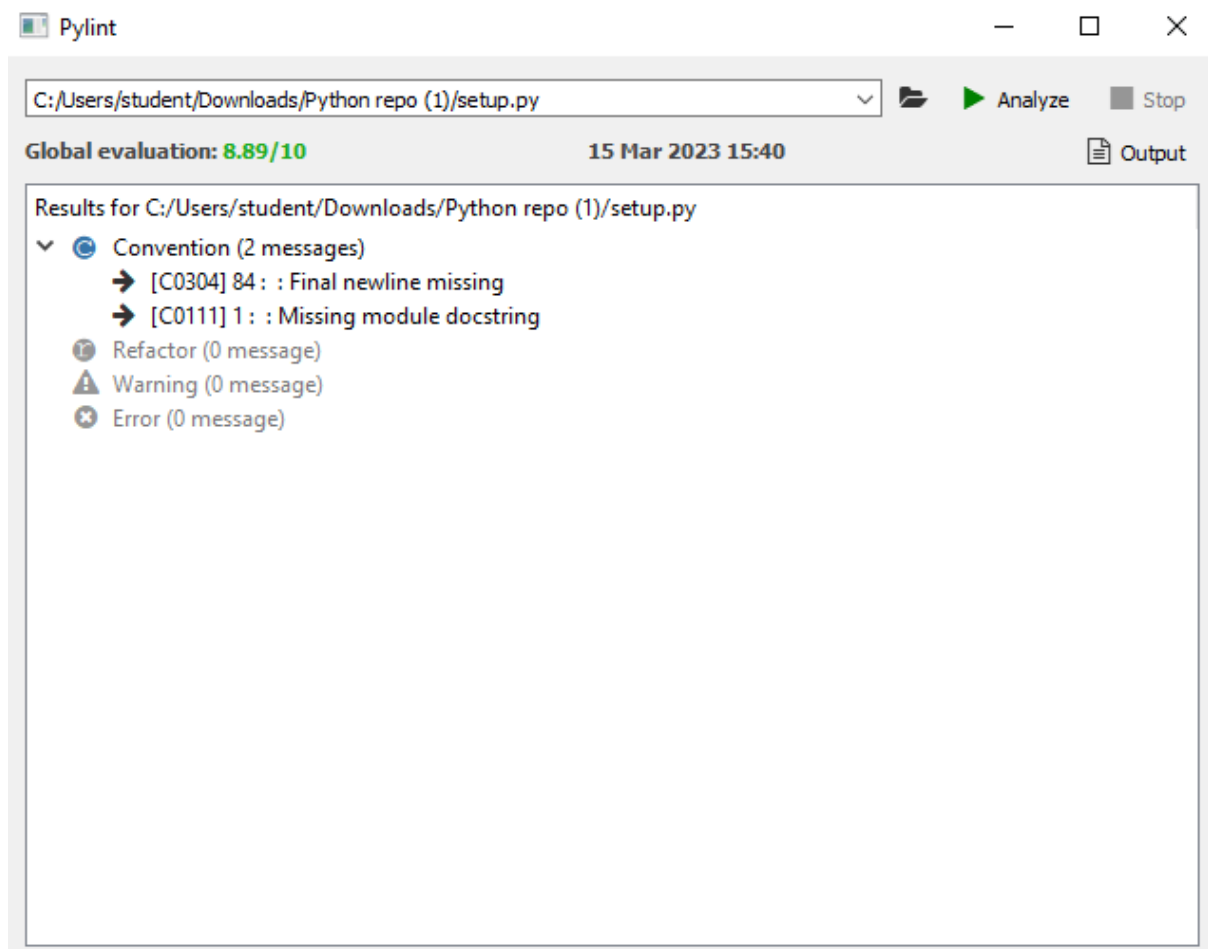 Pylint
C:/Users/student/Downloads/Python repo (1)/setup.py Analyze Stop
Global evaluation: 8.89/10 15 Mar 2023 15:40 Output
Results for C:/Users/student/Downloads/Python repo (1)/setup.py
C Convention (2 messages)
[C0304] 84 : : Final newline missing
[C0111] 1 : : Missing module docstring
r Refactor (0 message)
Warning (0 message)
Error (0 message)